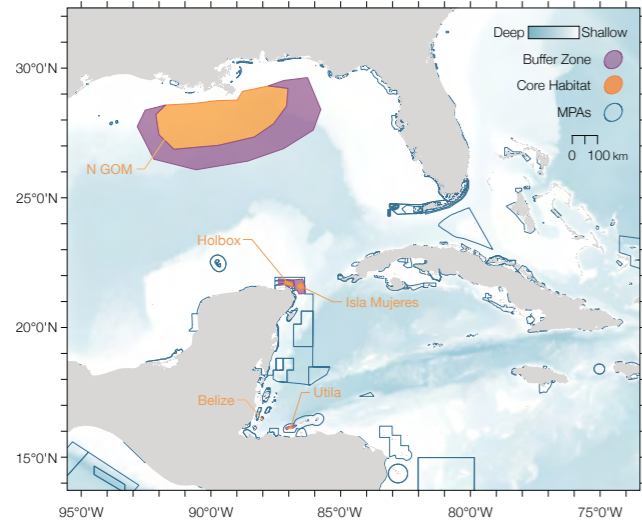 Deep Shallow
Buffer Zone
Core Habitat
MPAs
0 100 km
30°0'N
25°0'N
20°0'N
15°0'N
N GOM
Holbox
Isla Mujeres
Belize
Utila
95°0'W 90°0'W 85°0'W 80°0'W 75°0'W